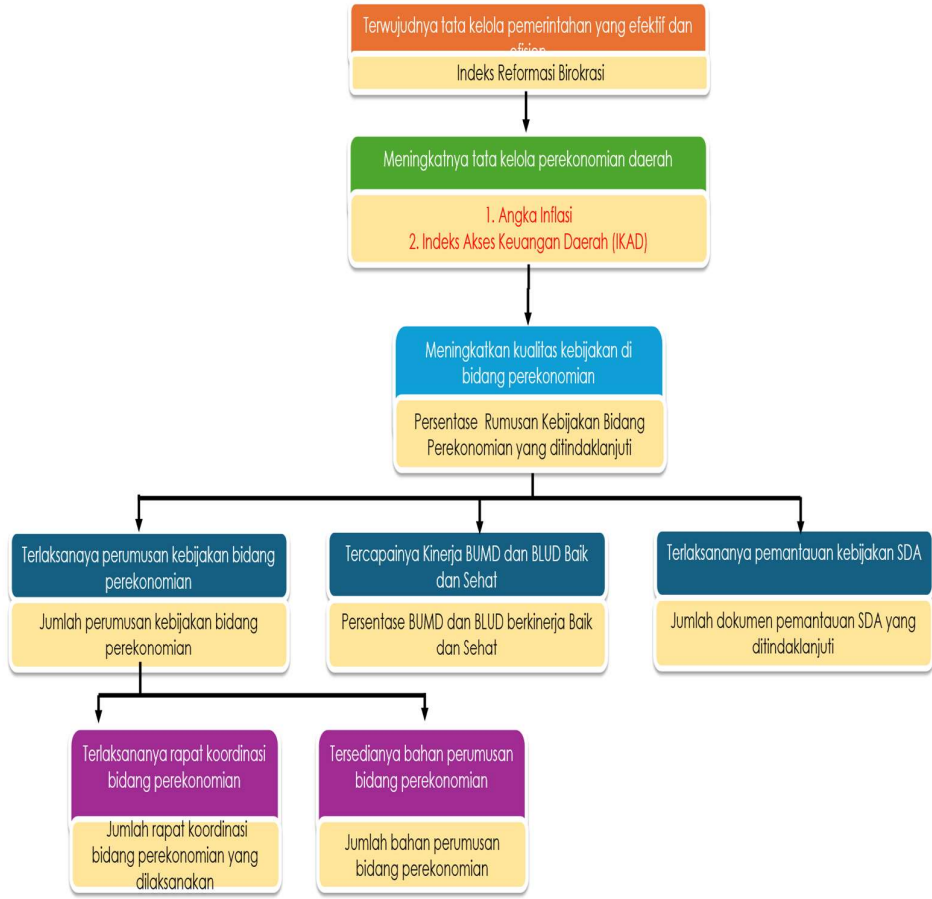 Terwujudnya tata kelola pemerintahan yang efektif dan
efisien
Indeks Reformasi Birokrasi
Meningkatnya tata kelola perekonomian daerah
1. Angka Inflasi
2. Indeks Akses Keuangan Daerah (IKAD)
Meningkatkan kualitas kebijakan di
bidang perekonomian
Persentase Rumusan Kebijakan Bidang
Perekonomian yang ditindaklanjuti
Terlaksanaya perumusan kebijakan bidang
perekonomian
Jumlah perumusan kebijakan bidang
perekonomian
Tercapainya Kinerja BUMD dan BLUD Baik
dan Sehat
Persentase BUMD dan BLUD berkinerja Baik
dan Sehat
Terlaksananya pemantauan kebijakan SDA
Jumlah dokumen pemantauan SDA yang
ditindaklanjuti
Terlaksananya rapat koordinasi
bidang perekonomian
Jumlah rapat koordinasi
bidang perekonomian yang
dilaksanakan
Tersedianya bahan perumusan
bidang perekonomian
Jumlah bahan perumusan
bidang perekonomian